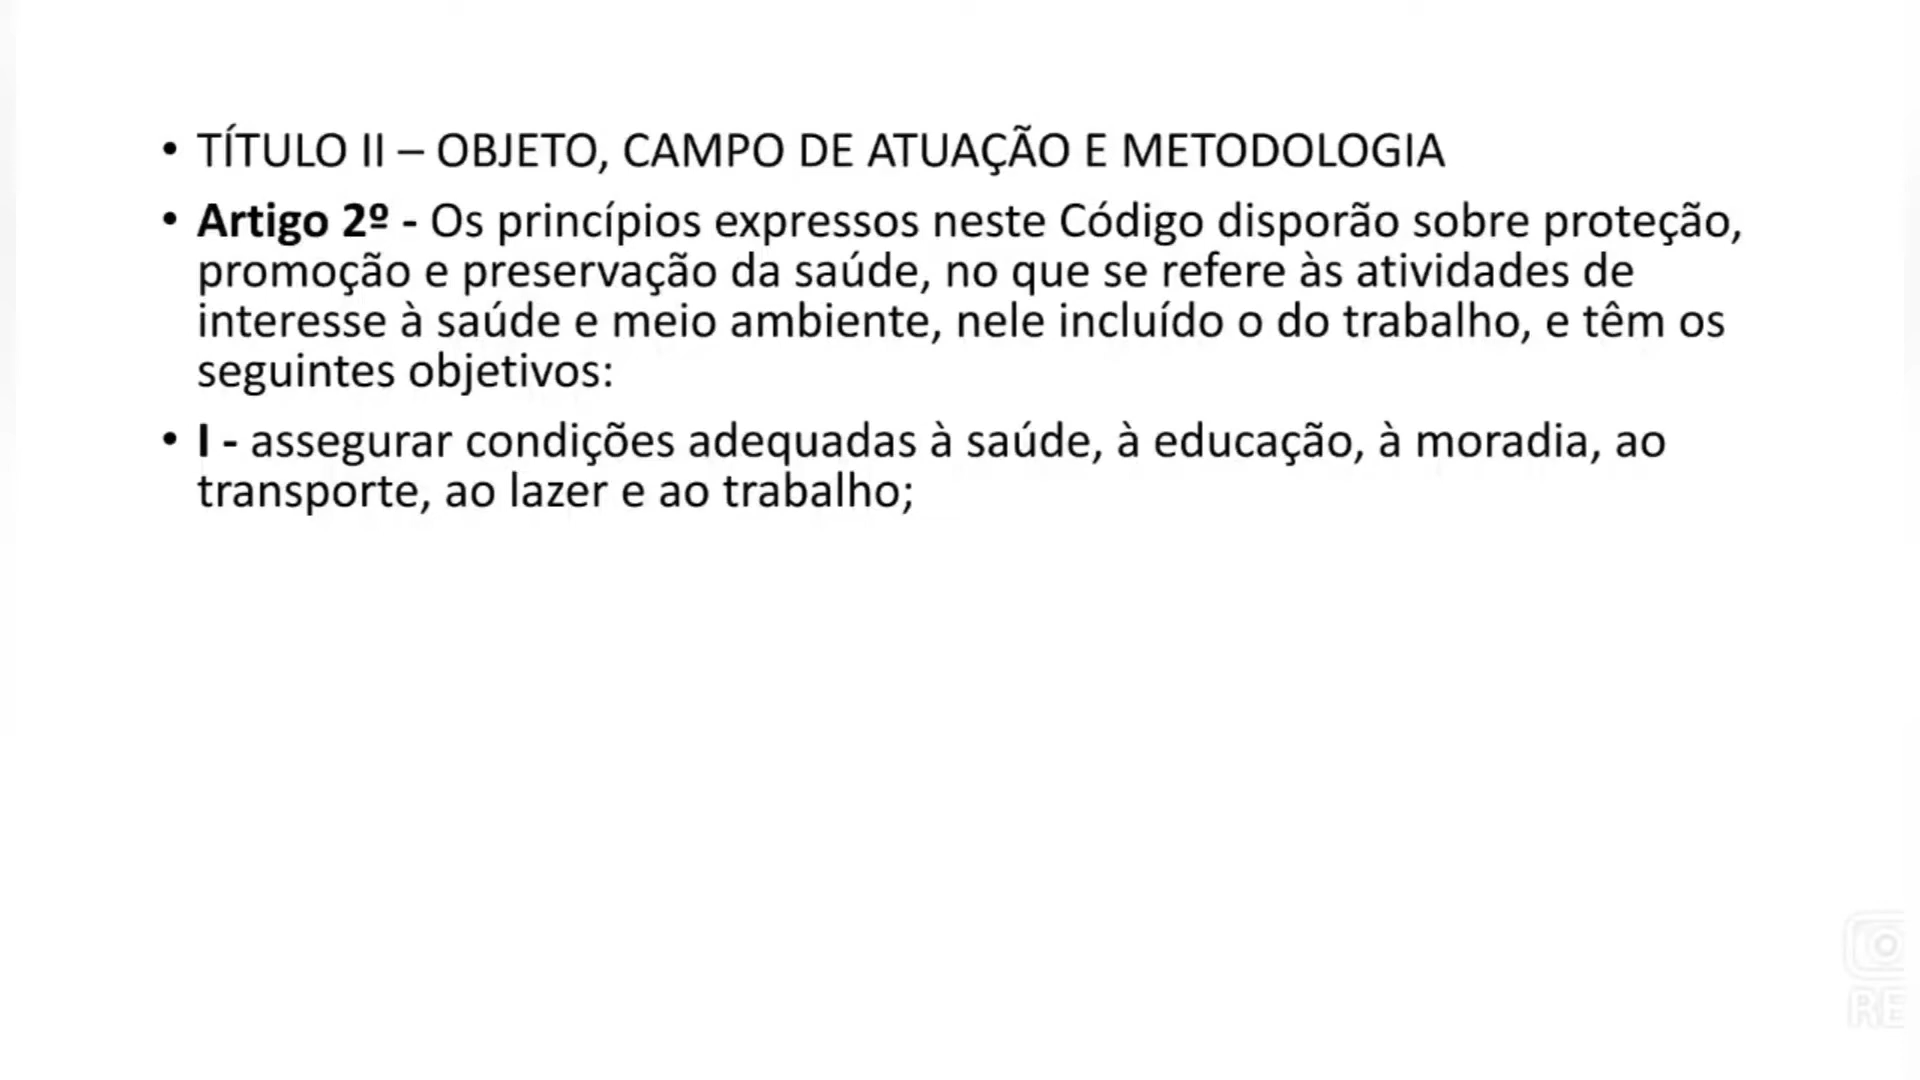 • TÍTULO II – OBJETO, CAMPO DE ATUAÇÃO E METODOLOGIA
• Artigo 2º - Os princípios expressos neste Código disporão sobre proteção,
promoção e preservação da saúde, no que se refere às atividades de
interesse à saúde e meio ambiente, nele incluído o do trabalho, e têm os
seguintes objetivos:
• I - assegurar condições adequadas à saúde, à educação, à moradia, ao
transporte, ao lazer e ao trabalho;
RE